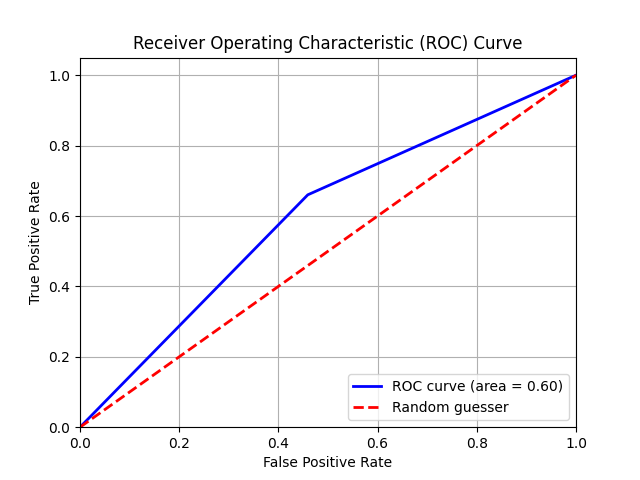 Receiver Operating Characteristic (ROC) Curve
1.0
0.8
0.6
0.4
0.2
0.0
True Positive Rate
0.0 0.2 0.4 0.6 0.8 1.0
False Positive Rate
ROC curve (area = 0.60)
Random guesser